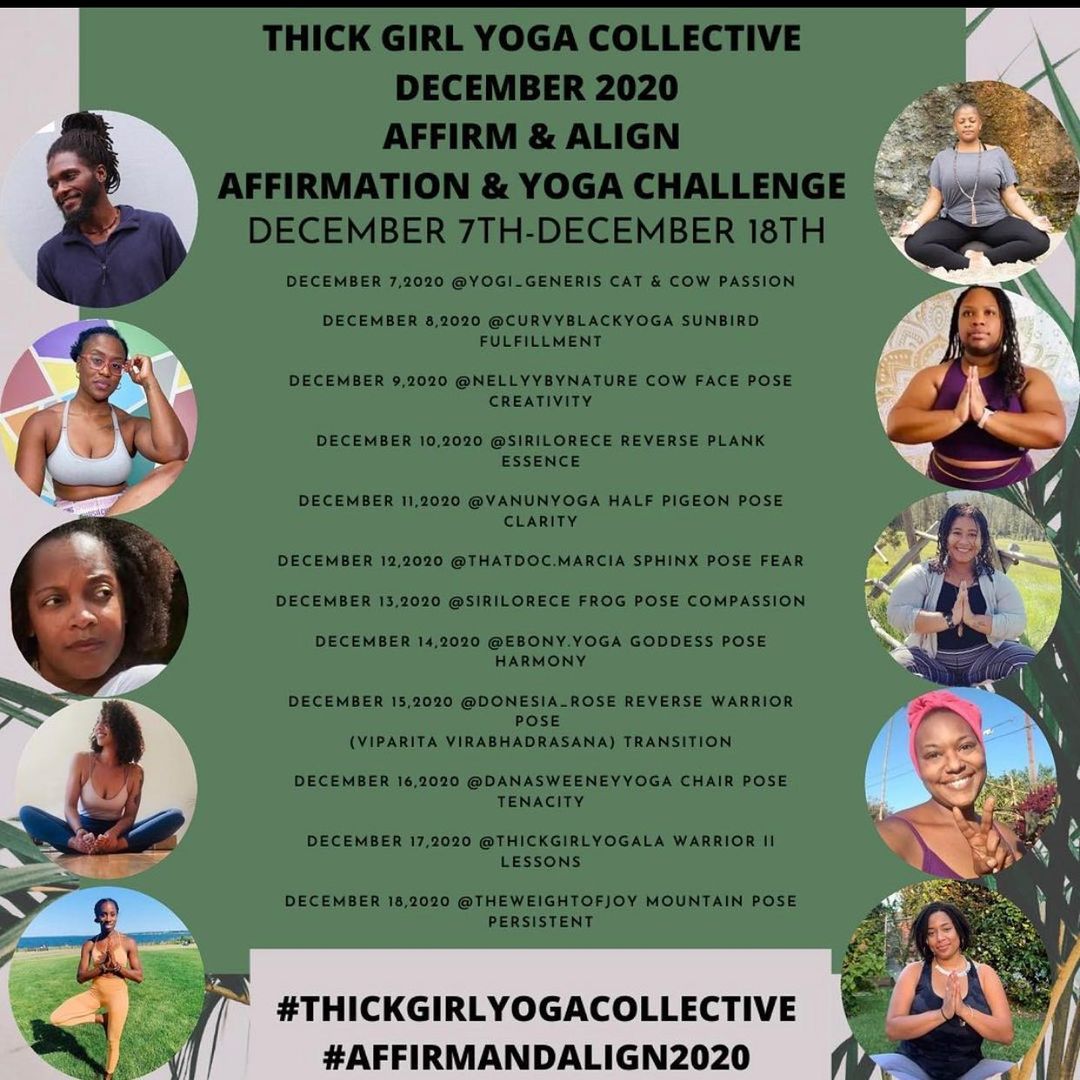 THICK GIRL YOGA COLLECTIVE
DECEMBER 2020
AFFIRM & ALIGN
AFFIRMATION & YOGA CHALLENGE
DECEMBER 7TH-DECEMBER 18TH
DECEMBER 7,2020 @YOGI_GENERIS CAT & COW PASSION
DECEMBER 8,2020 @CURVYBLACKYOGA SUNBIRD
FULFILLMENT
DECEMBER 9,2020 @NELLYYBYNATURE COW FACE POSE
CREATIVITY
DECEMBER 10,2020 @SIRILORECE REVERSE PLANK
ESSENCE
DECEMBER 11,2020 @VANUNYOGA HALF PIGEON POSE
CLARITY
DECEMBER 12,2020 @THATDOC.MARCIA SPHINX POSE FEAR
DECEMBER 13,2020 @SIRILORECE FROG POSE COMPASSION
DECEMBER 14,2020 @EBONY.YOGA GODDESS POSE
HARMONY
DECEMBER 15,2020 @DONESIA_ROSE REVERSE WARRIOR
POSE
(VIPARITA VIRABHADRASANA) TRANSITION
DECEMBER 16,2020 @DANASWEENEYYOGA CHAIR POSE
TENACITY
DECEMBER 17,2020 @THICKGIRLYOGALA WARRIOR II
LESSONS
DECEMBER 18,2020 @THEWEIGHTOFJOY MOUNTAIN POSE
PERSISTENT
#THICKGIRLYOGACOLLECTIVE
#AFFIRMANDALIGN2020